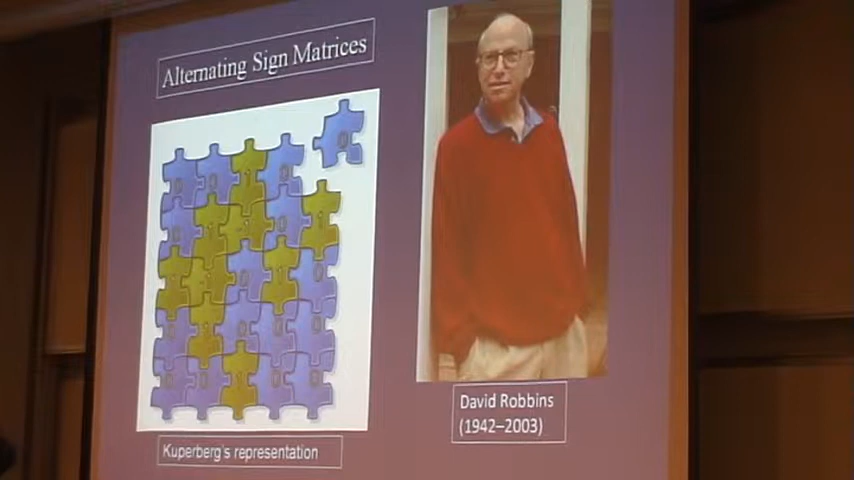 Alternating Sign Matrices
David Robbins
(1942–2003)
Kuperberg's representation